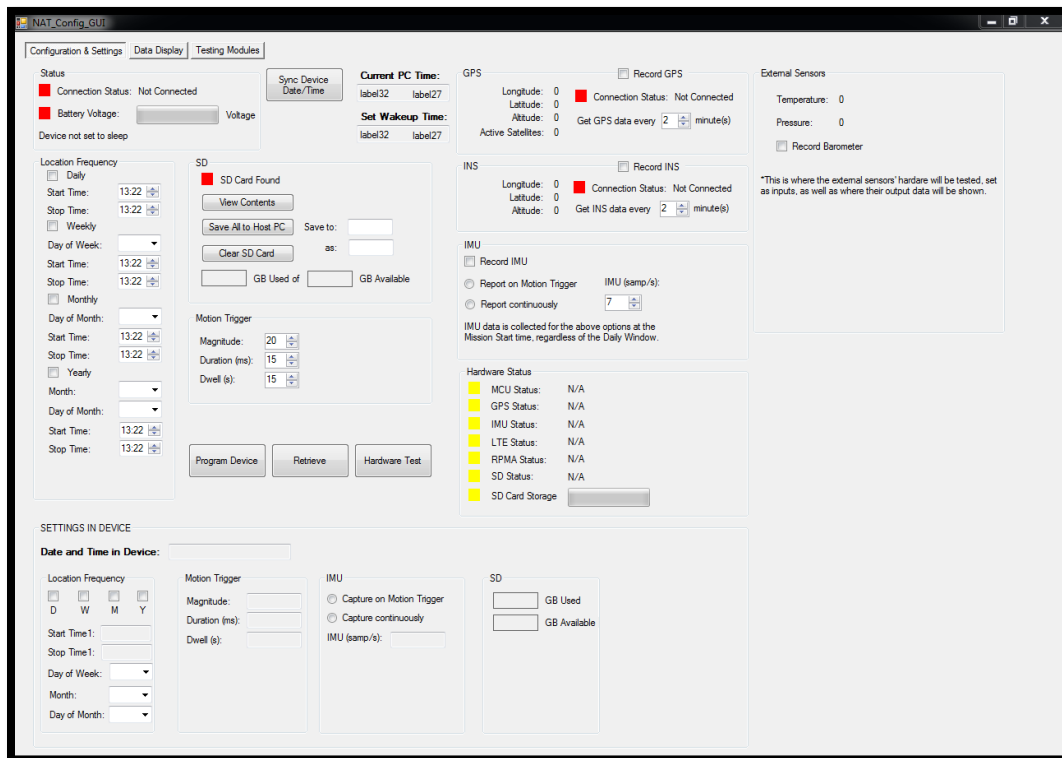 NAT_Config_GUI
Configuration & Settings Data Display Testing Modules
Status
Connection Status: Not Connected
Battery Voltage: Voltage
Device not set to sleep
Sync Device
Date/Time
Current PC Time:
label32 label27
Set Wakeup Time:
label32 label27
Location Frequency
Daily
Start Time: 13:22
Stop Time: 13:22
Weekly
Day of Week:
Start Time: 13:22
Stop Time: 13:22
Monthly
Day of Month:
Start Time: 13:22
Stop Time: 13:22
Yearly
Month:
Day of Month:
Start Time: 13:22
Stop Time: 13:22
SD
SD Card Found
View Contents
Save All to Host PC Save to:
Clear SD Card as:
GB Used of GB Available
Motion Trigger
Magnitude: 20
Duration (ms): 15
Dwell (s): 15
Program Device Retrieve Hardware Test
GPS Record GPS
Longitude: 0
Latitude: 0
Altitude: 0
Active Satellites: 0
Connection Status: Not Connected
Get GPS data every 2 minute(s)
INS Record INS
Longitude: 0
Latitude: 0
Altitude: 0
Connection Status: Not Connected
Get INS data every 2 minute(s)
IMU
Record IMU
Report on Motion Trigger IMU (samp/s):
Report continuously 7
IMU data is collected for the above options at the
Mission Start time, regardless of the Daily Window.
Hardware Status
MCU Status: N/A
GPS Status: N/A
IMU Status: N/A
LTE Status: N/A
RPMA Status: N/A
SD Status: N/A
SD Card Storage
External Sensors
Temperature: 0
Pressure: 0
Record Barometer
*This is where the external sensors' hardare will be tested, set
as inputs, as well as where their output data will be shown.
SETTINGS IN DEVICE
Date and Time in Device:
Location Frequency
D W M Y
Start Time1:
Stop Time1:
Day of Week:
Month:
Day of Month:
Motion Trigger
Magnitude:
Duration (ms):
Dwell (s):
IMU
Capture on Motion Trigger
Capture continuously
IMU (samp/s):
SD
GB Used
GB Available